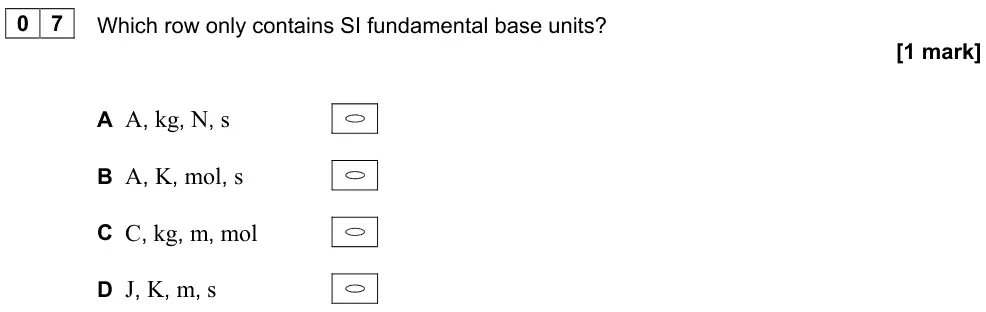 0 7 Which row only contains SI fundamental base units?
[1 mark]
A A, kg, N, s
B A, K, mol, s
C C, kg, m, mol
D J, K, m, s